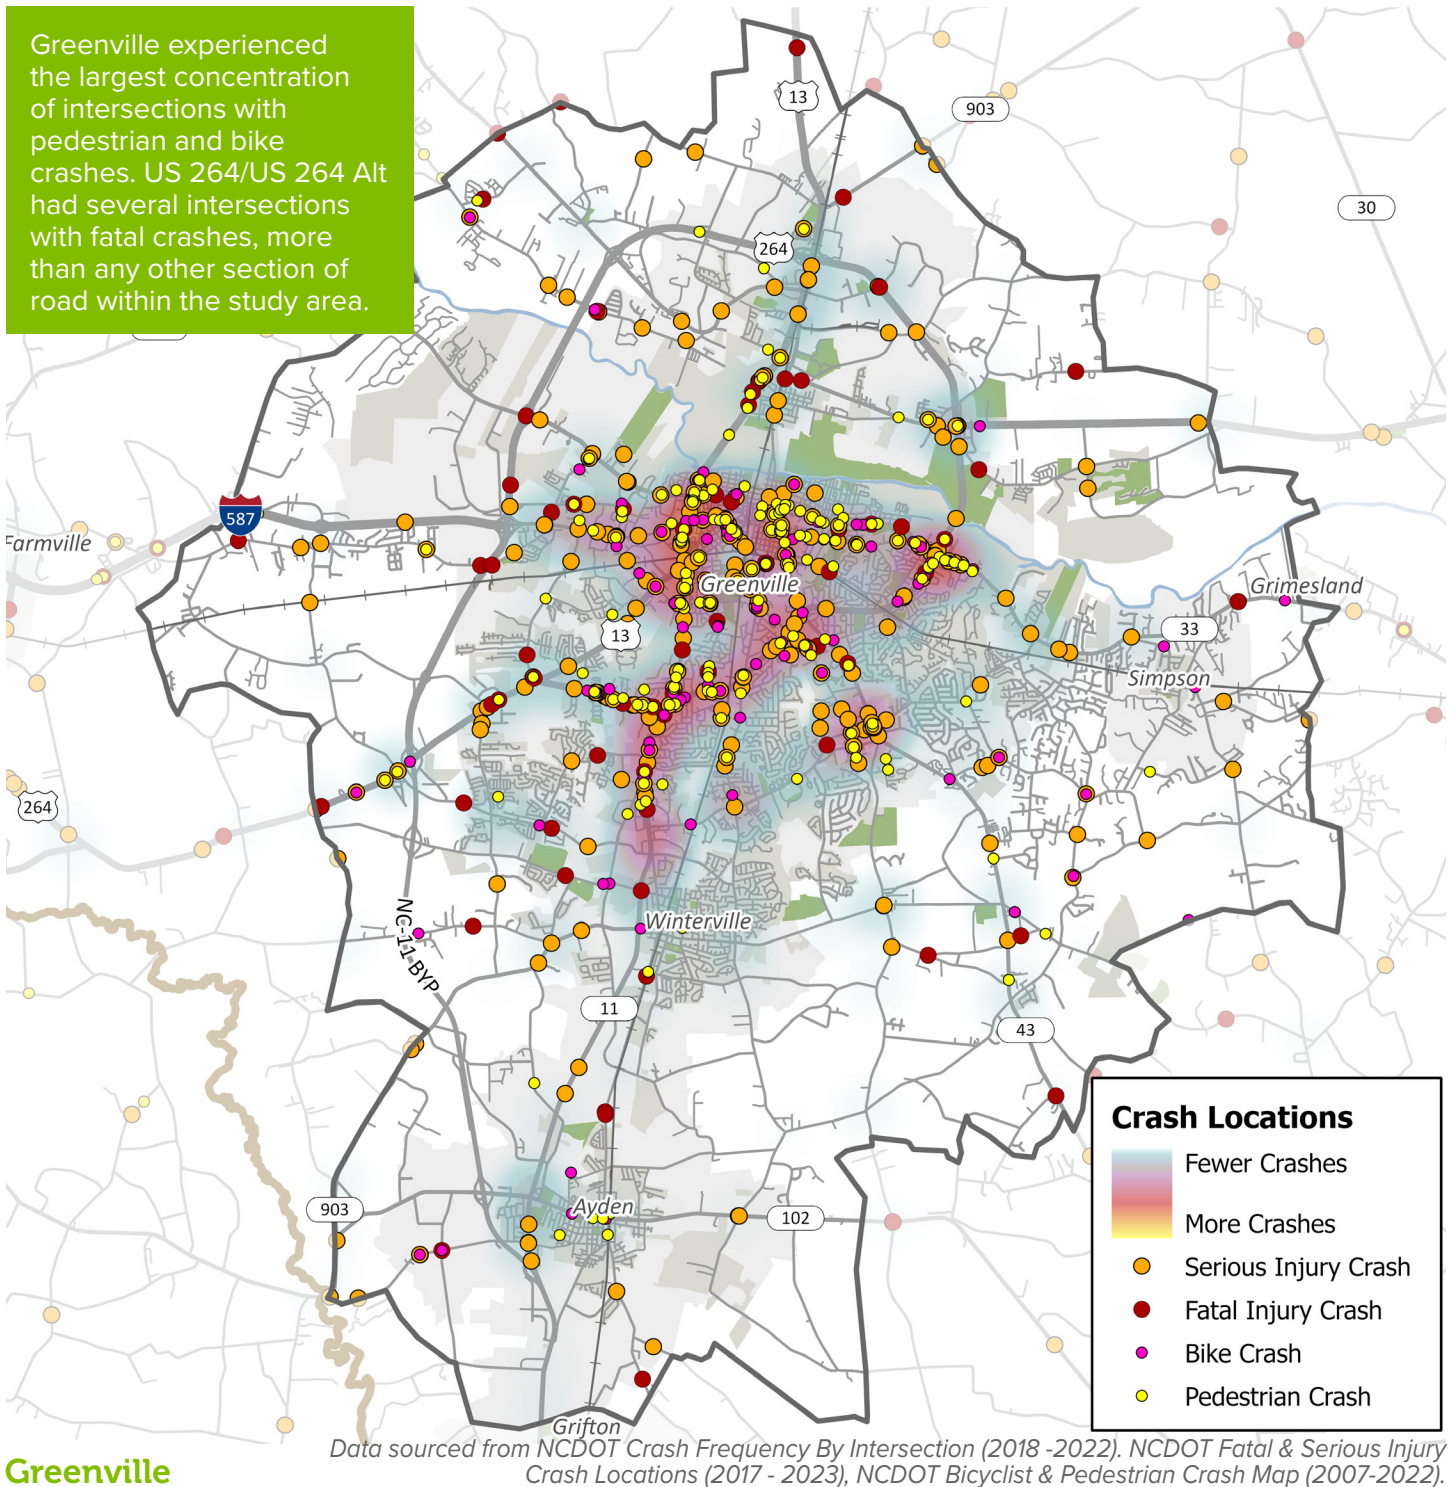 Greenville experienced
the largest concentration
of intersections with
pedestrian and bike
crashes. US 264/US 264 Alt
had several intersections
with fatal crashes, more
than any other section of
road within the study area.
13
903
30
264
587
Farmville
Greenville
Grimesland
13
33
Simpson
264
Winterville
NC-11 BYP
11
43
Ayden
903
102
Grifton
Crash Locations
Fewer Crashes
More Crashes
Serious Injury Crash
Fatal Injury Crash
Bike Crash
Pedestrian Crash
Greenville
Data sourced from NCDOT Crash Frequency By Intersection (2018 -2022). NCDOT Fatal & Serious Injury
Crash Locations (2017 - 2023), NCDOT Bicyclist & Pedestrian Crash Map (2007-2022).